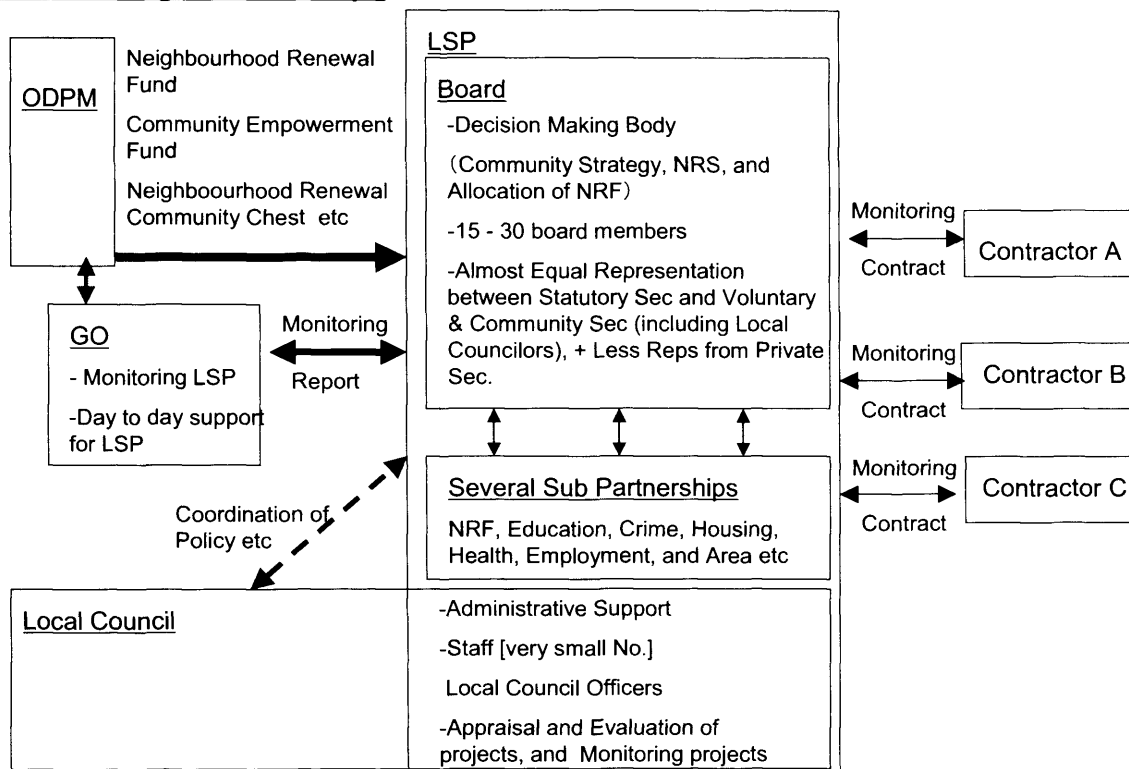 ODPM
Neighbourhood Renewal
Fund
Community Empowerment
Fund
Neighboourhood Renewal
Community Chest etc
GO
- Monitoring LSP
-Day to day support
for LSP
Monitoring
Report
Coordination of
Policy etc
LSP
Board
-Decision Making Body
(Community Strategy, NRS, and
Allocation of NRF)
-15 - 30 board members
-Almost Equal Representation
between Statutory Sec and Voluntary
& Community Sec (including Local
Councilors), + Less Reps from Private
Sec.
Several Sub Partnerships
NRF, Education, Crime, Housing,
Health, Employment, and Area etc
Local Council
-Administrative Support
-Staff [very small No.]
Local Council Officers
-Appraisal and Evaluation of
projects, and Monitoring projects
Monitoring
Contract
Contractor A
Monitoring
Contract
Contractor B
Monitoring
Contract
Contractor C